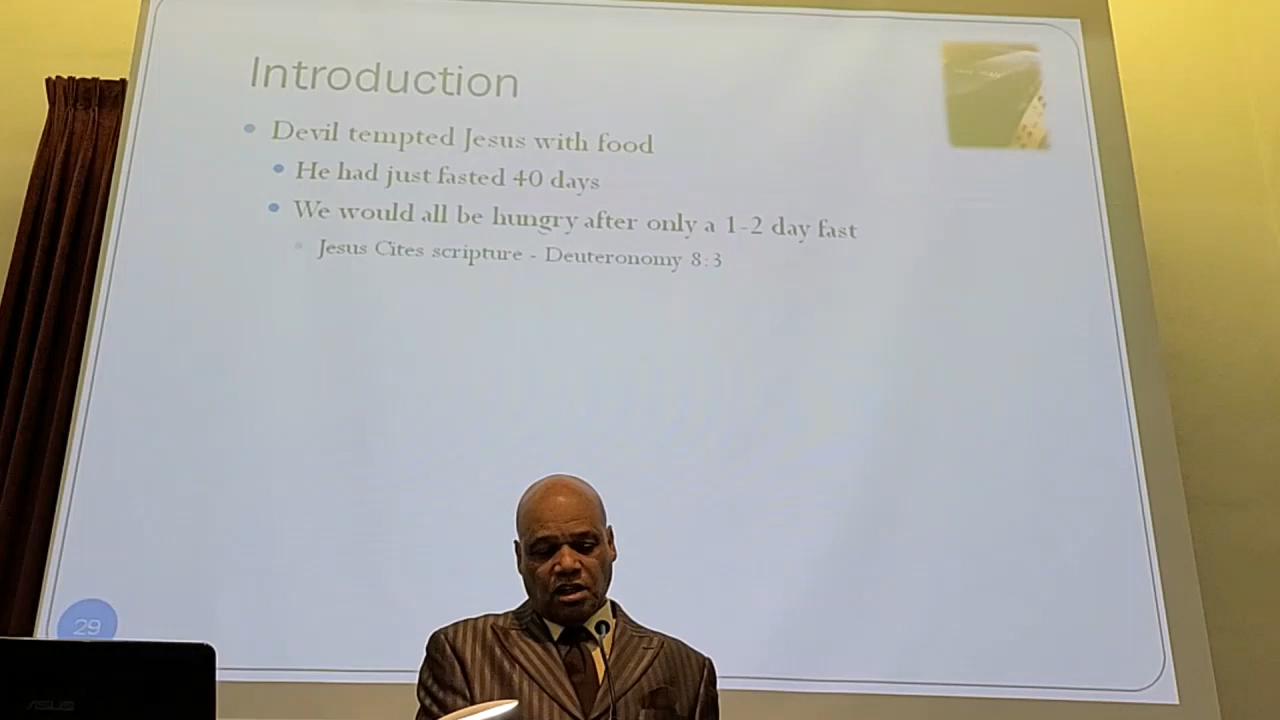 Introduction
Devil tempted Jesus with food
He had just fasted 40 days
We would all be hungry after only a 1-2 day fast
Jesus Cites scripture - Deuteronomy 8:3
29
ASUS